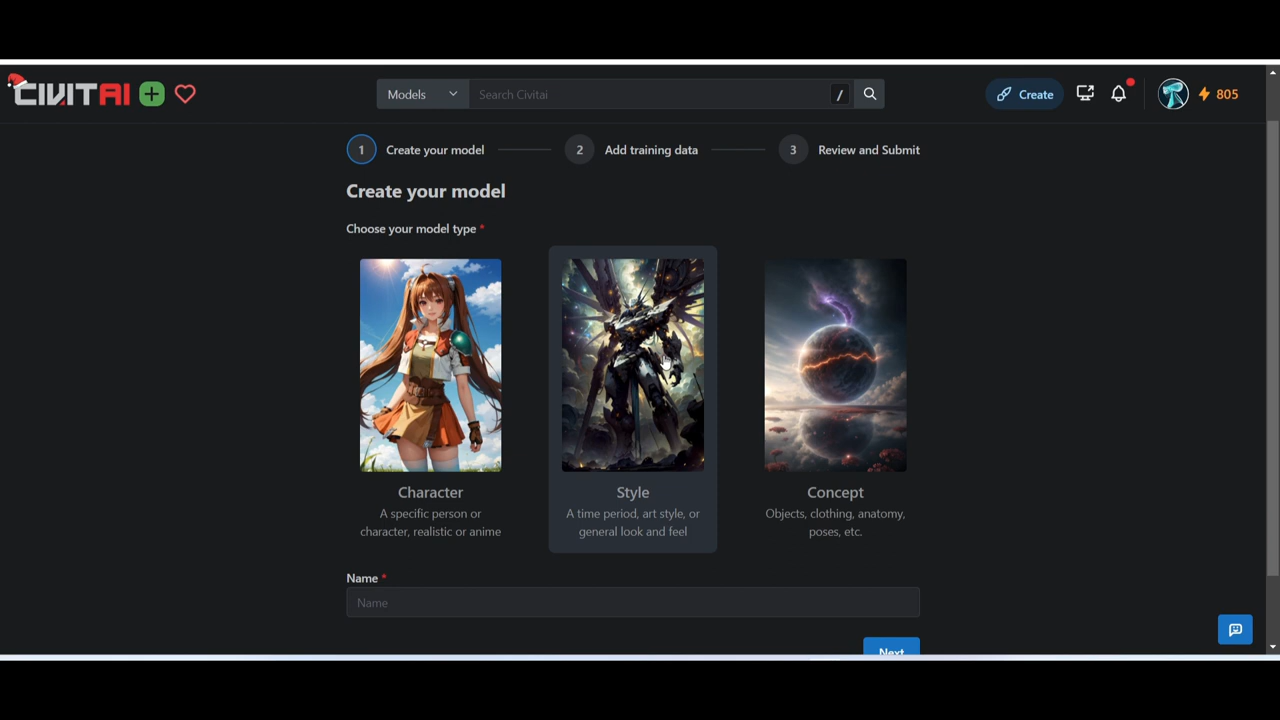 CIVITAI
Models
Search Civitai
/
Create
805
1 Create your model
2 Add training data
3 Review and Submit
Create your model
Choose your model type *
Character
A specific person or
character, realistic or anime
Style
A time period, art style, or
general look and feel
Concept
Objects, clothing, anatomy,
poses, etc.
Name *
Name
Next